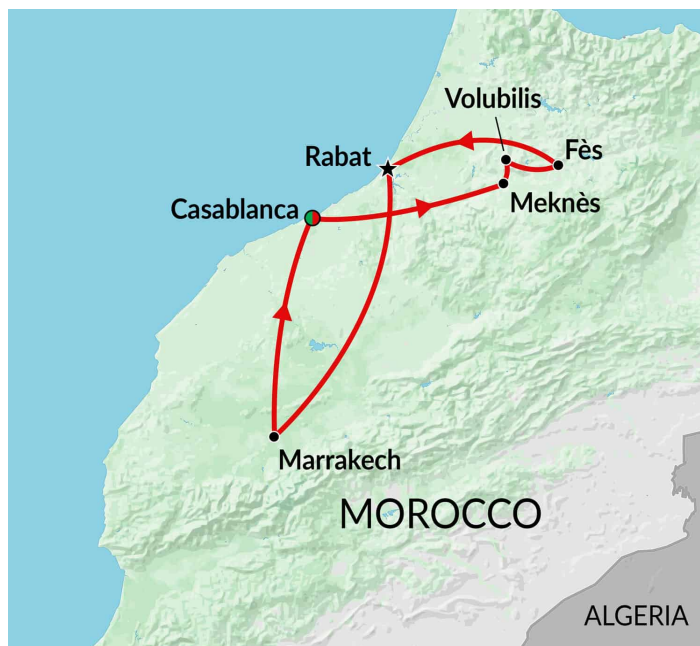 Volubilis
Rabat
Fès
Casablanca
Meknès
Marrakech
MOROCCO
ALGERIA